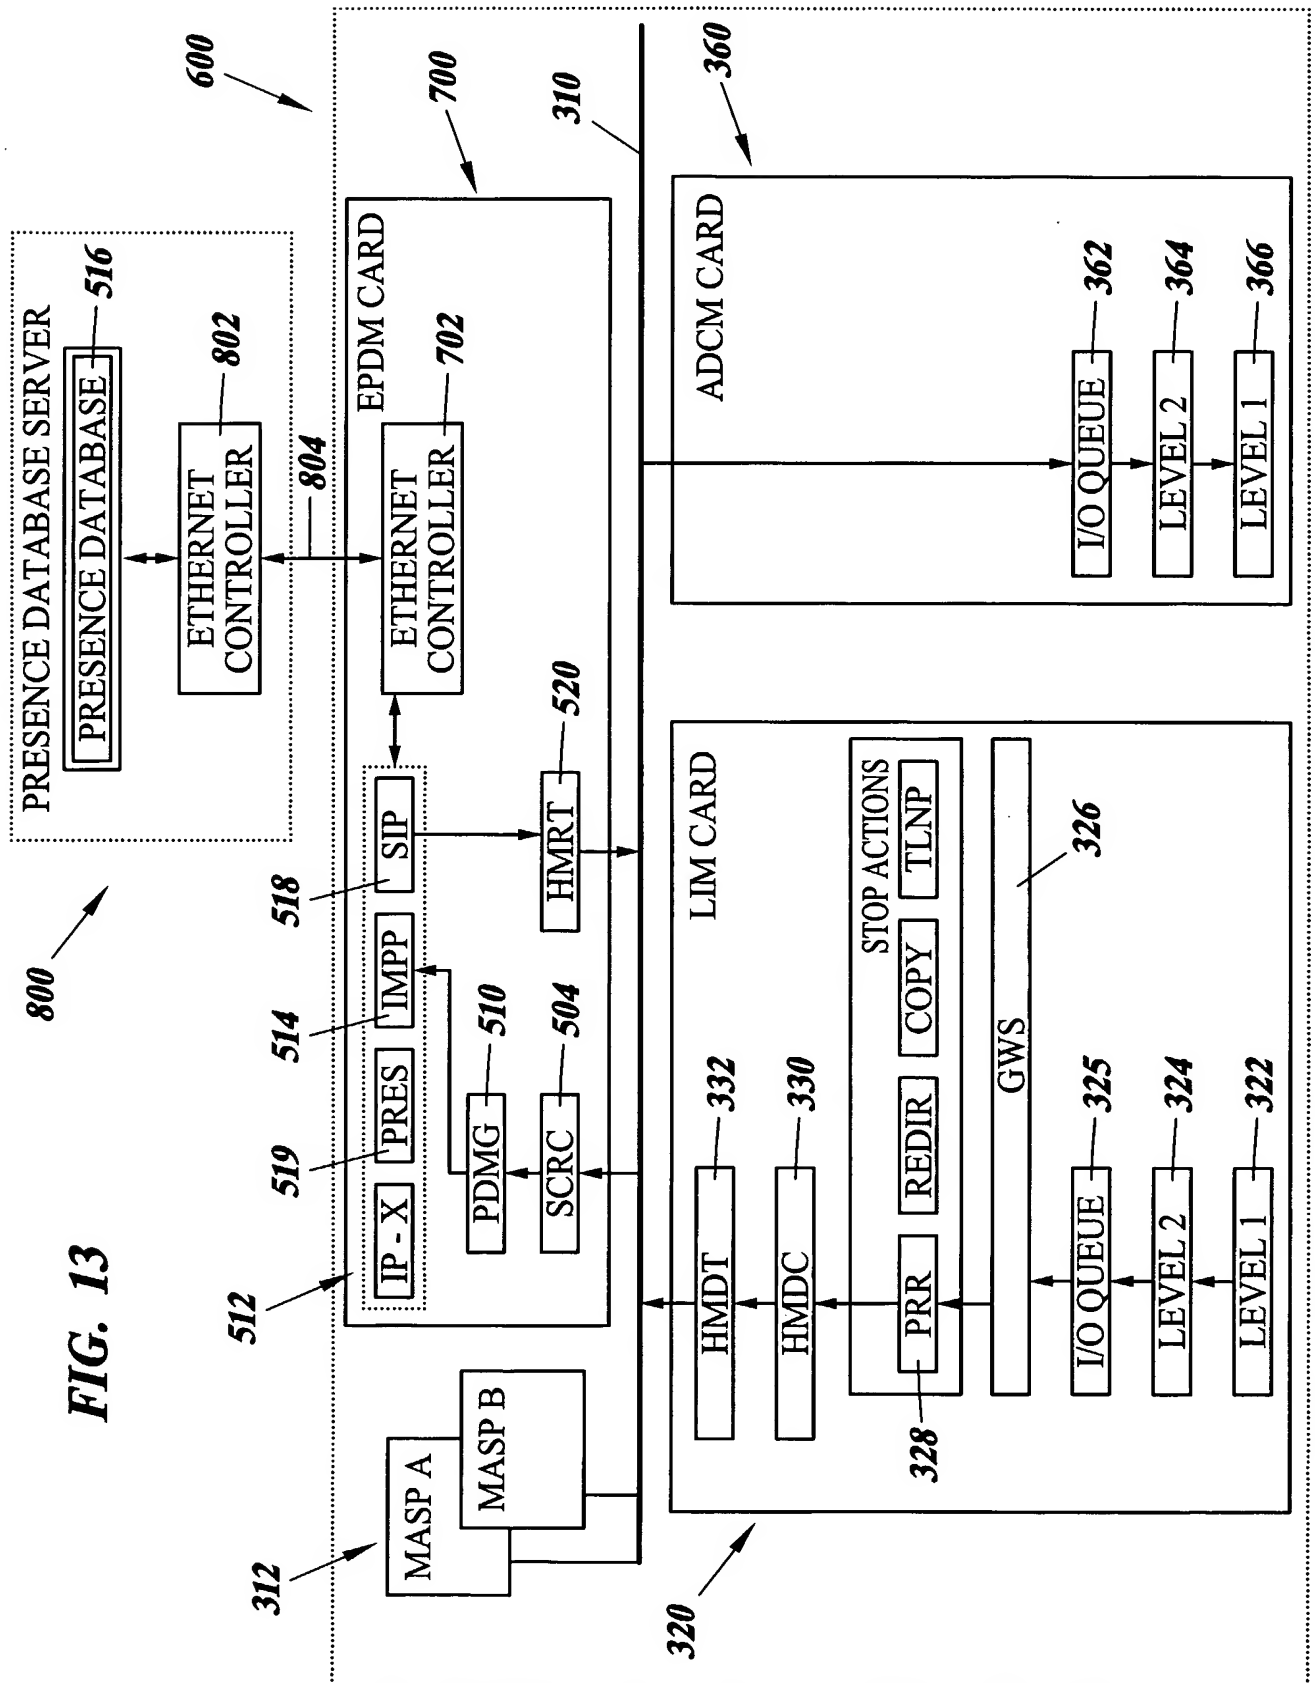 FIG. 13
800
PRESENCE DATABASE SERVER
PRESENCE DATABASE
516
ETHERNET
CONTROLLER
802
804
600
312
MASP A
MASP B
512
EPDM CARD
700
IP - X
PRES
IMPP
SIP
519
514
518
ETHERNET
CONTROLLER
702
PDMG
510
SCRC
504
HMRT
520
310
320
LIM CARD
HMDT
332
HMDC
330
STOP ACTIONS
PRR
REDIR
COPY
TLNP
328
GWS
326
I/O QUEUE
325
LEVEL 2
324
LEVEL 1
322
360
ADCM CARD
I/O QUEUE
362
LEVEL 2
364
LEVEL 1
366